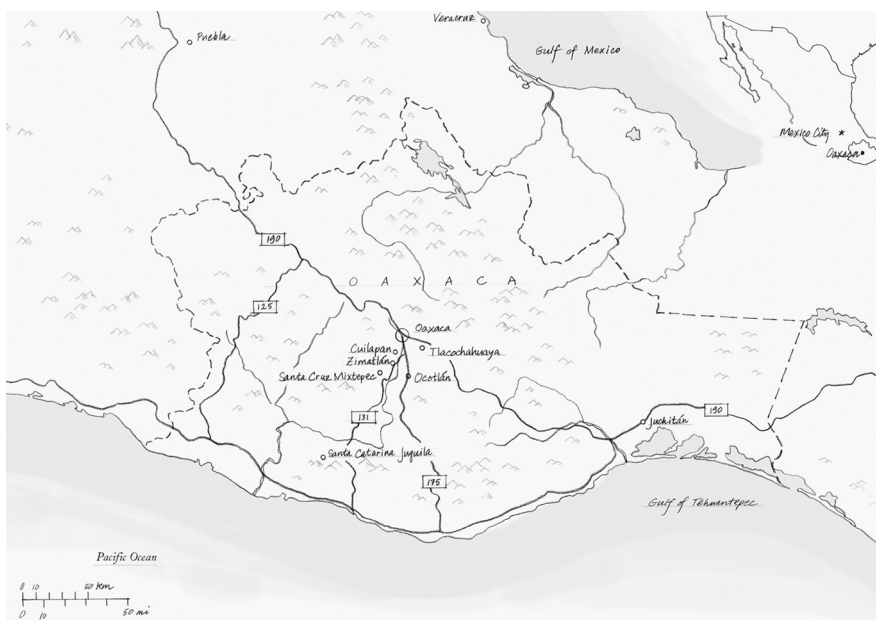 Veracruz
Puebla
Gulf of Mexico
Mexico City
Oaxaca
190
O A X A C A
125
Oaxaca
Cuilapan
Tlacochahuaya
Zimatlán
Santa Cruz Mixtepec
Ocotlán
131
190
Juchitán
Santa Catarina Juquila
175
Gulf of Tehuantepec
Pacific Ocean
0 10 50 km
0 10 50 mi